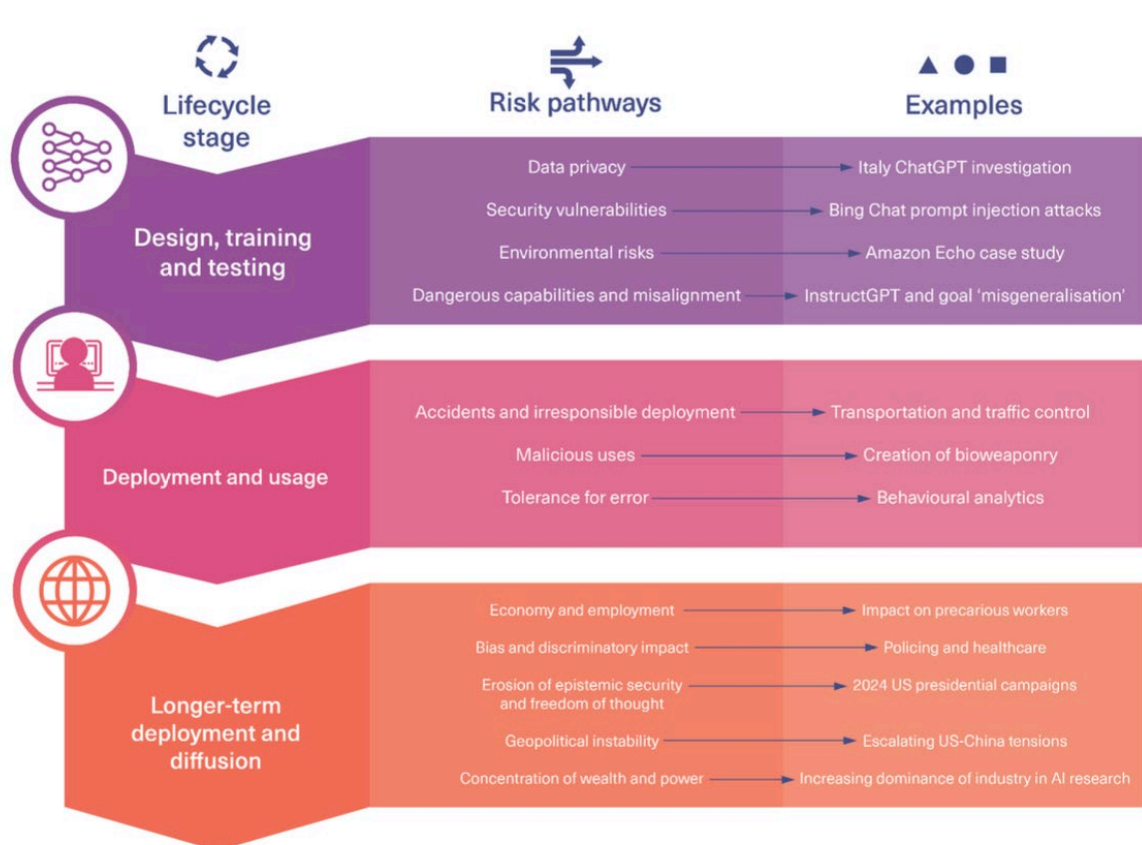 Lifecycle
stage
Risk pathways
Examples
Design, training
and testing
Data privacy
Italy ChatGPT investigation
Security vulnerabilities
Bing Chat prompt injection attacks
Environmental risks
Amazon Echo case study
Dangerous capabilities and misalignment
InstructGPT and goal ‘misgeneralisation’
Deployment and usage
Accidents and irresponsible deployment
Transportation and traffic control
Malicious uses
Creation of bioweaponry
Tolerance for error
Behavioural analytics
Longer-term
deployment and
diffusion
Economy and employment
Impact on precarious workers
Bias and discriminatory impact
Policing and healthcare
Erosion of epistemic security
and freedom of thought
2024 US presidential campaigns
Geopolitical instability
Escalating US-China tensions
Concentration of wealth and power
Increasing dominance of industry in AI research